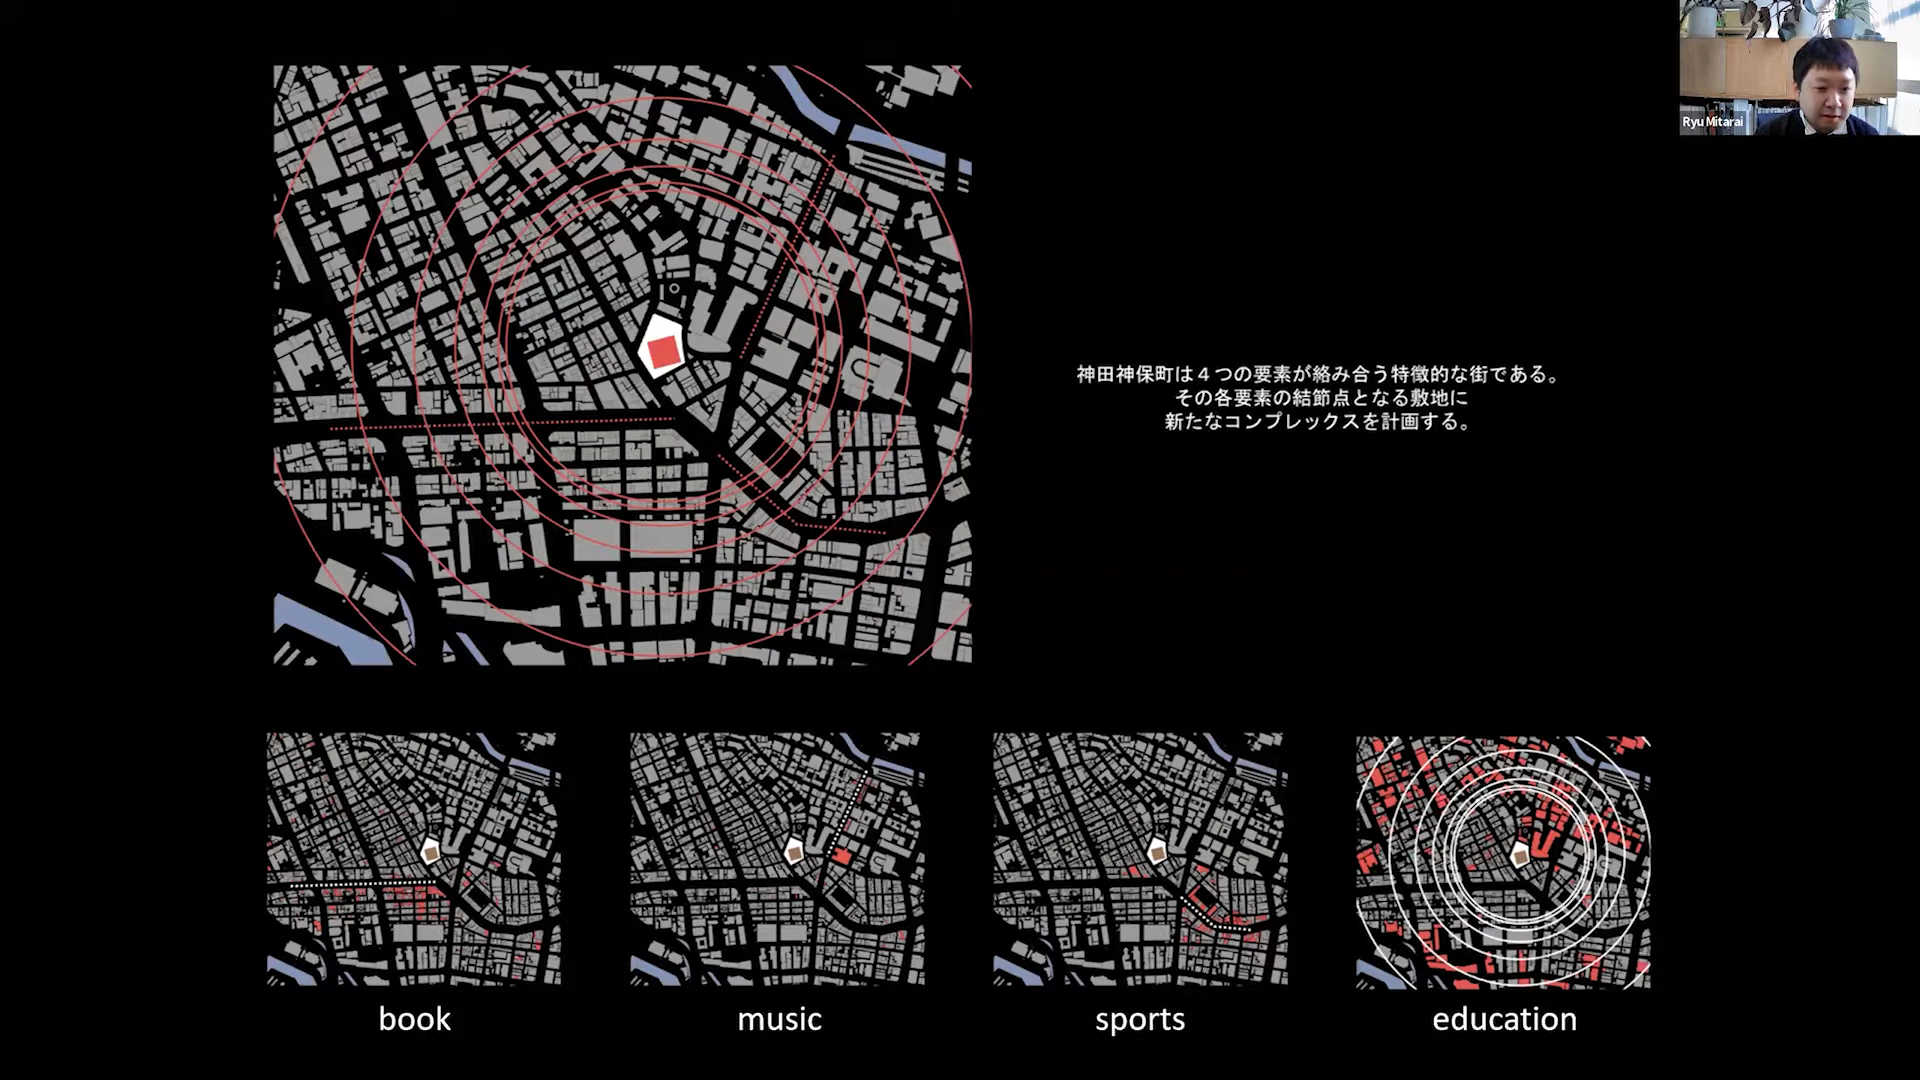 Ryu Mitarai
神田神保町は４つの要素が絡み合う特徴的な街である。
その各要素の結節点となる敷地に
新たなコンプレックスを計画する。
book
music
sports
education